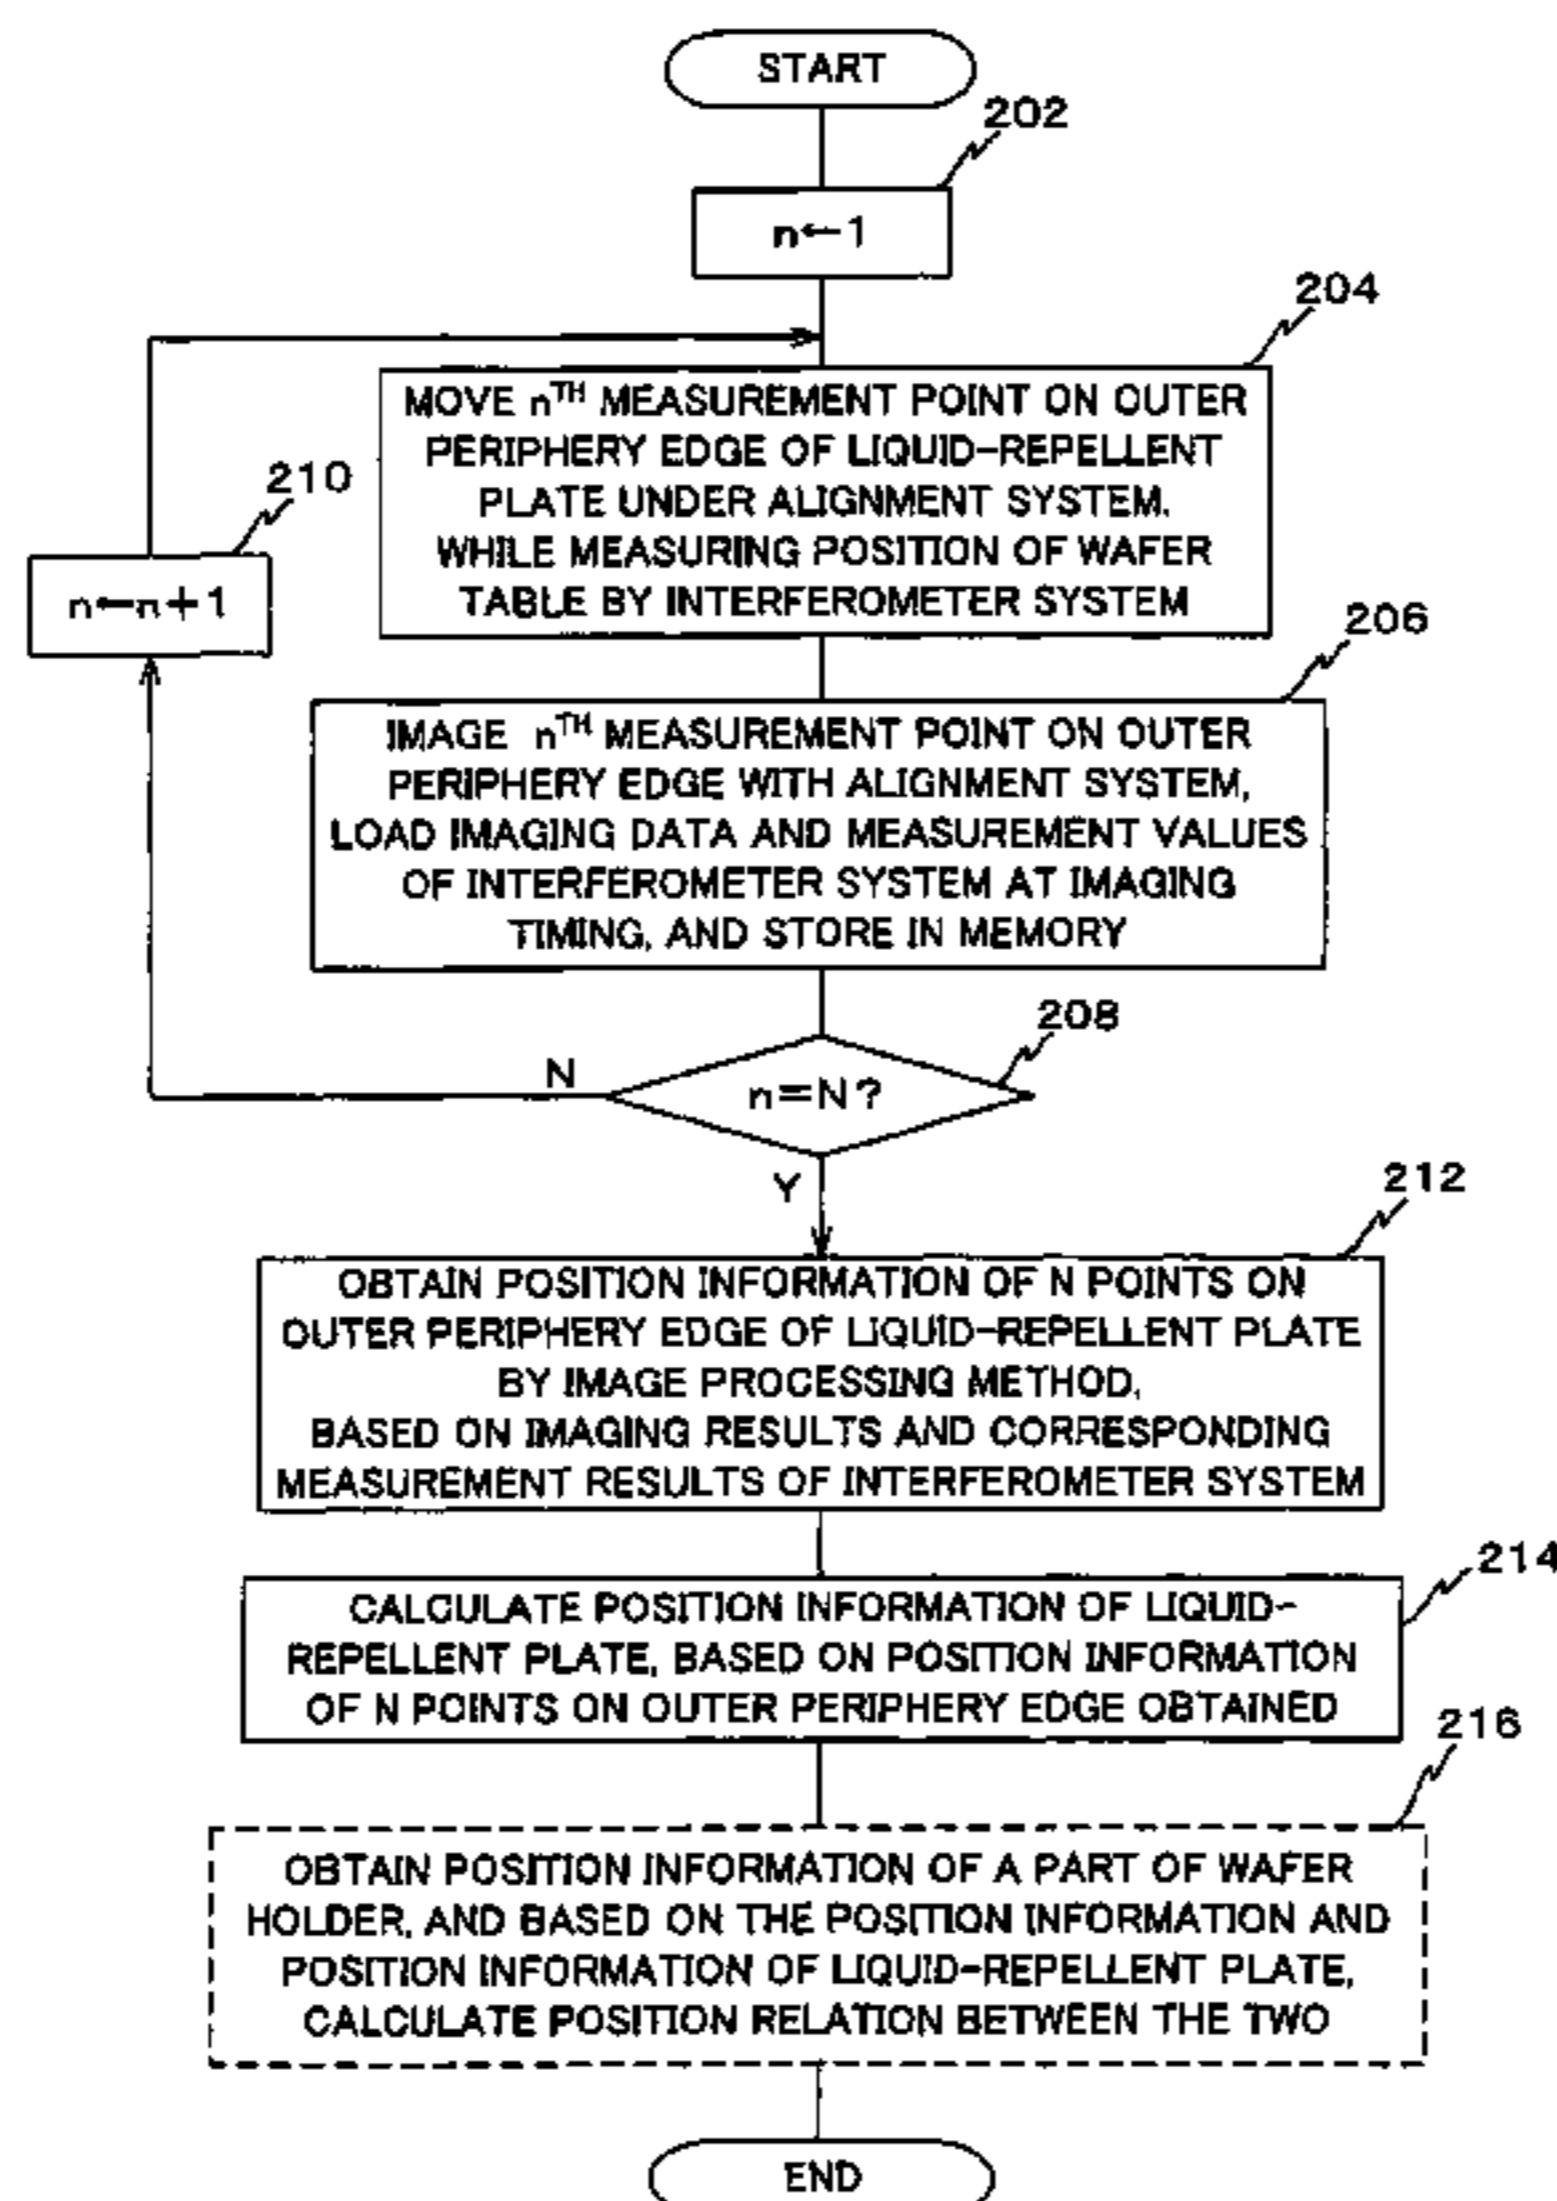 START
202
n←1
204
MOVE nTH MEASUREMENT POINT ON OUTER
PERIPHERY EDGE OF LIQUID-REPELLENT
PLATE UNDER ALIGNMENT SYSTEM,
WHILE MEASURING POSITION OF WAFER
TABLE BY INTERFEROMETER SYSTEM
210
n←n+1
206
IMAGE nTH MEASUREMENT POINT ON OUTER
PERIPHERY EDGE WITH ALIGNMENT SYSTEM,
LOAD IMAGING DATA AND MEASUREMENT VALUES
OF INTERFEROMETER SYSTEM AT IMAGING
TIMING, AND STORE IN MEMORY
208
N
n=N?
Y
212
OBTAIN POSITION INFORMATION OF N POINTS ON
OUTER PERIPHERY EDGE OF LIQUID-REPELLENT PLATE
BY IMAGE PROCESSING METHOD,
BASED ON IMAGING RESULTS AND CORRESPONDING
MEASUREMENT RESULTS OF INTERFEROMETER SYSTEM
214
CALCULATE POSITION INFORMATION OF LIQUID-
REPELLENT PLATE, BASED ON POSITION INFORMATION
OF N POINTS ON OUTER PERIPHERY EDGE OBTAINED
216
OBTAIN POSITION INFORMATION OF A PART OF WAFER
HOLDER, AND BASED ON THE POSITION INFORMATION AND
POSITION INFORMATION OF LIQUID-REPELLENT PLATE,
CALCULATE POSITION RELATION BETWEEN THE TWO
END